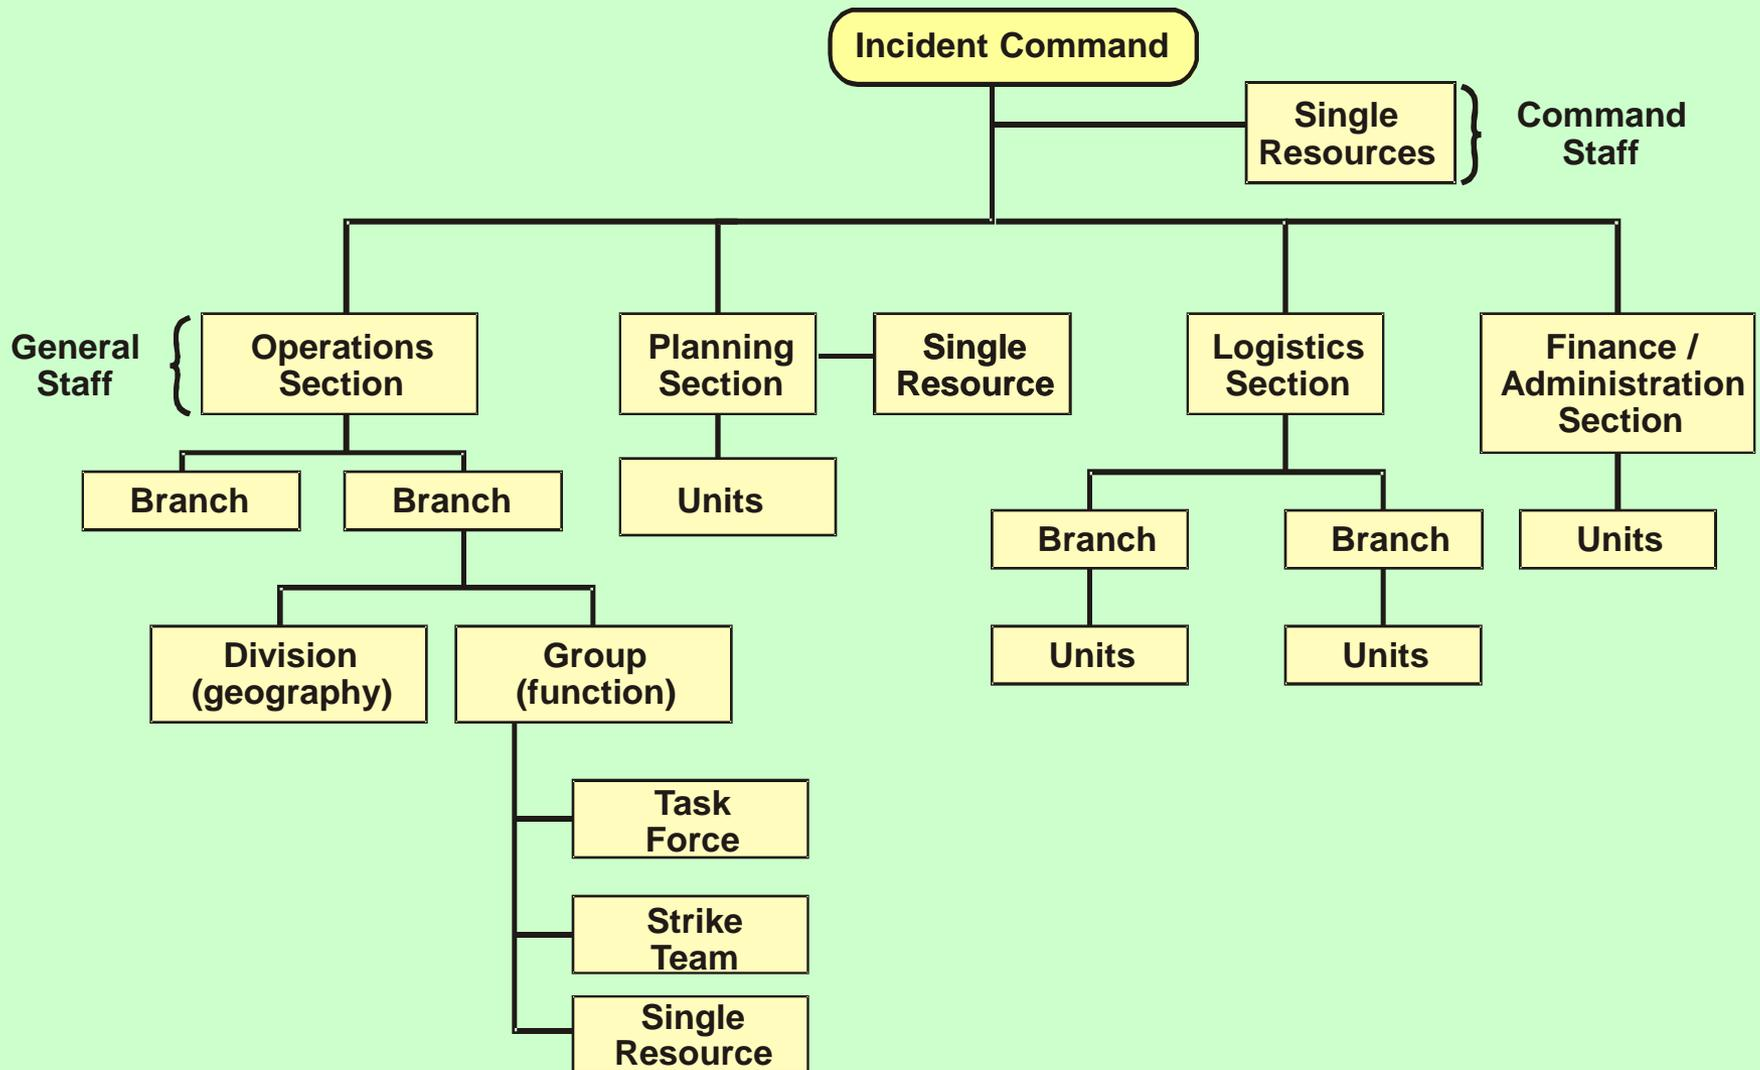 Incident Command
Single
Resources
Command
Staff
General
Staff
Operations
Section
Planning
Section
Single
Resource
Logistics
Section
Finance /
Administration
Section
Branch
Branch
Units
Branch
Branch
Units
Division
(geography)
Group
(function)
Units
Units
Task
Force
Strike
Team
Single
Resource